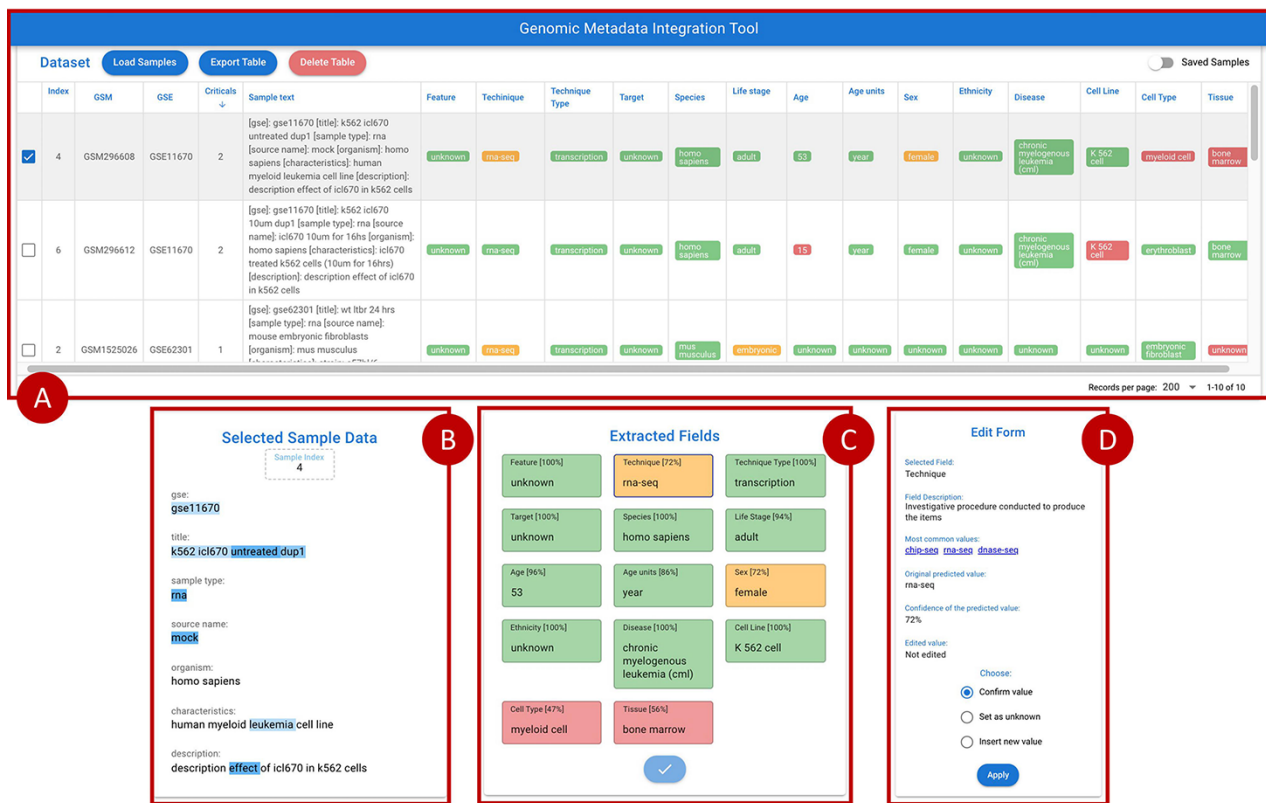 Genomic Metadata Integration Tool
Dataset Load Samples Export Table Delete Table Saved Samples
Index GSM GSE Criticals ↓ Sample text Feature Techinique Technique Type Target Species Life stage Age Age units Sex Ethnicity Disease Cell Line Cell Type Tissue
4 GSM296608 GSE11670 2
[gse]: gse11670 [title]: k562 icl670
untreated dup1 [sample type]: rna
[source name]: mock [organism]: homo
sapiens [characteristics]: human
myeloid leukemia cell line [description]:
description effect of icl670 in k562 cells
unknown rna-seq transcription unknown homo sapiens adult 53 year female unknown chronic myelogenous leukemia (cml) K 562 cell myeloid cell bone marrow
6 GSM296612 GSE11670 2
[gse]: gse11670 [title]: k562 icl670
10um dup1 [sample type]: rna [source
name]: icl670 10um for 16hs [organism]:
homo sapiens [characteristics]: icl670
treated k562 cells (10um for 16hrs)
[description]: description effect of icl670
in k562 cells
unknown rna-seq transcription unknown homo sapiens adult 15 year female unknown chronic myelogenous leukemia (cml) K 562 cell erythroblast bone marrow
2 GSM1525026 GSE62301 1
[gse]: gse62301 [title]: wt ltbr 24 hrs
[sample type]: rna [source name]:
mouse embryonic fibroblasts
[organism]: mus musculus
unknown rna-seq transcription unknown mus musculus embryonic unknown unknown unknown unknown unknown unknown embryonic fibroblast unknown
Records per page: 200 1-10 of 10
A
B
Selected Sample Data
Sample Index
4
gse:
gse11670
title:
k562 icl670 untreated dup1
sample type:
rna
source name:
mock
organism:
homo sapiens
characteristics:
human myeloid leukemia cell line
description:
description effect of icl670 in k562 cells
C
Extracted Fields
Feature [100%] Technique [72%] Technique Type [100%]
unknown rna-seq transcription
Target [100%] Species [100%] Life Stage [94%]
unknown homo sapiens adult
Age [96%] Age units [86%] Sex [72%]
53 year female
Ethnicity [100%] Disease [100%] Cell Line [100%]
unknown chronic myelogenous leukemia (cml) K 562 cell
Cell Type [47%] Tissue [56%]
myeloid cell bone marrow
D
Edit Form
Selected Field:
Technique
Field Description:
Investigative procedure conducted to produce
the items
Most common values:
chip-seq rna-seq dnase-seq
Original predicted value:
rna-seq
Confidence of the predicted value:
72%
Edited value:
Not edited
Choose:
Confirm value
Set as unknown
Insert new value
Apply